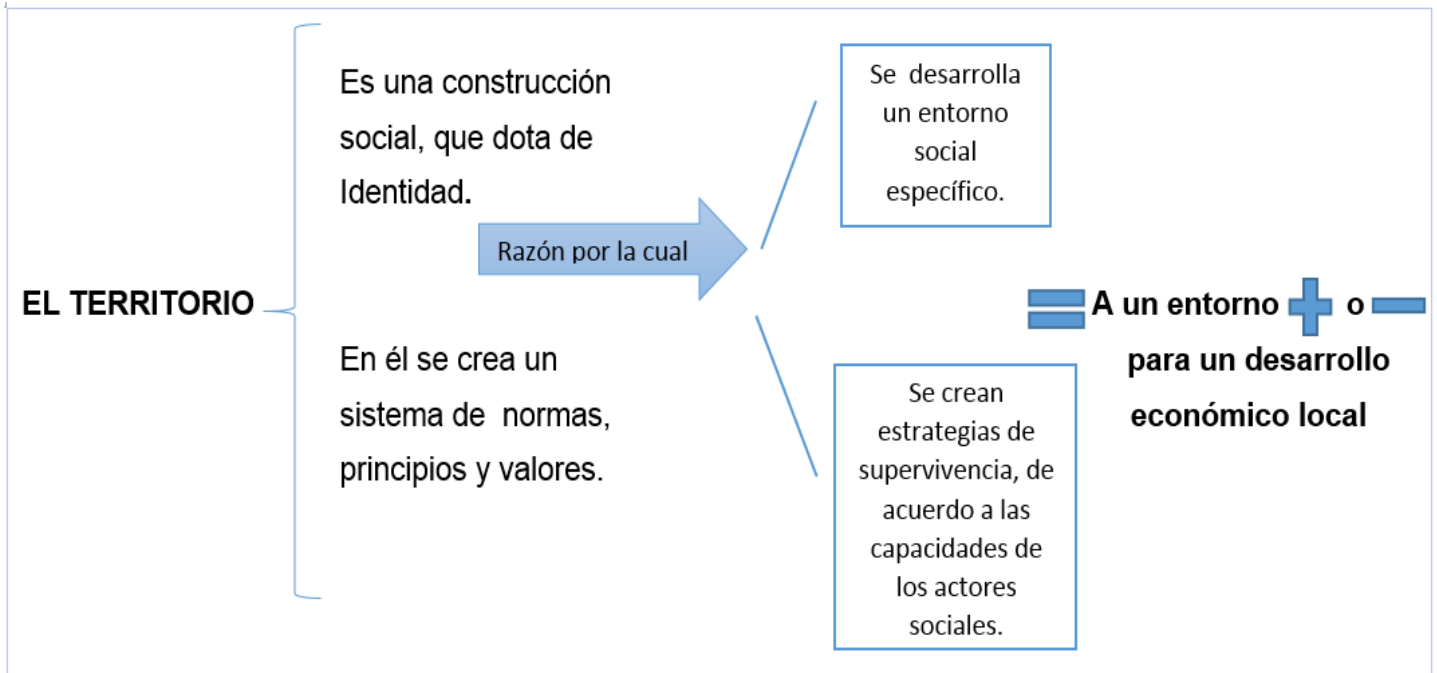 EL TERRITORIO
Es una construcción
social, que dota de
Identidad.
Razón por la cual
En él se crea un
sistema de normas,
principios y valores.
Se desarrolla
un entorno
social
específico.
Se crean
estrategias de
supervivencia, de
acuerdo a las
capacidades de
los actores
sociales.
= A un entorno + o -
para un desarrollo
económico local